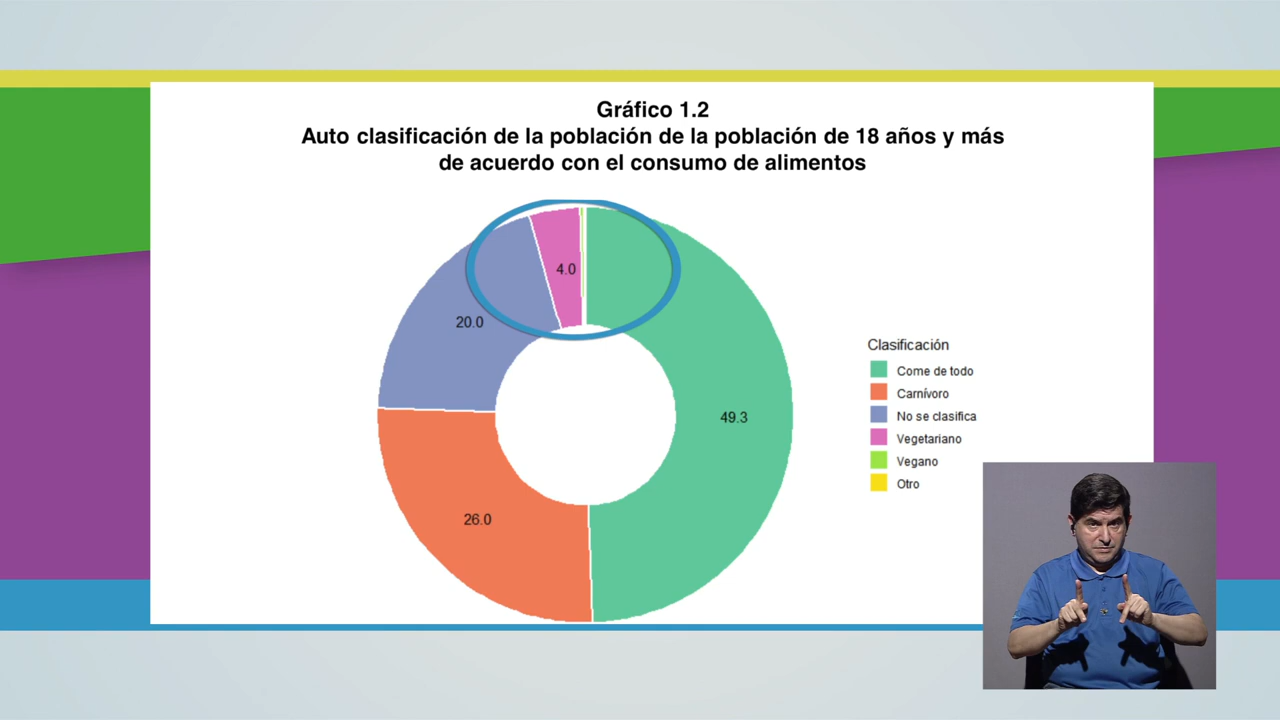 Gráfico 1.2
Auto clasificación de la población de la población de 18 años y más
de acuerdo con el consumo de alimentos
4.0
20.0
49.3
26.0
Clasificación
Come de todo
Carnívoro
No se clasifica
Vegetariano
Vegano
Otro